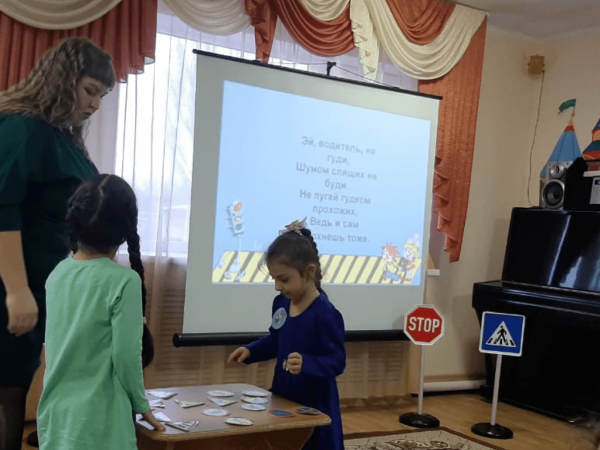 Эй, водитель, не
гуди,
Шумом спящих не
буди.
Не пугай гудком
прохожих,
Ведь и сам
тоже.
STOP